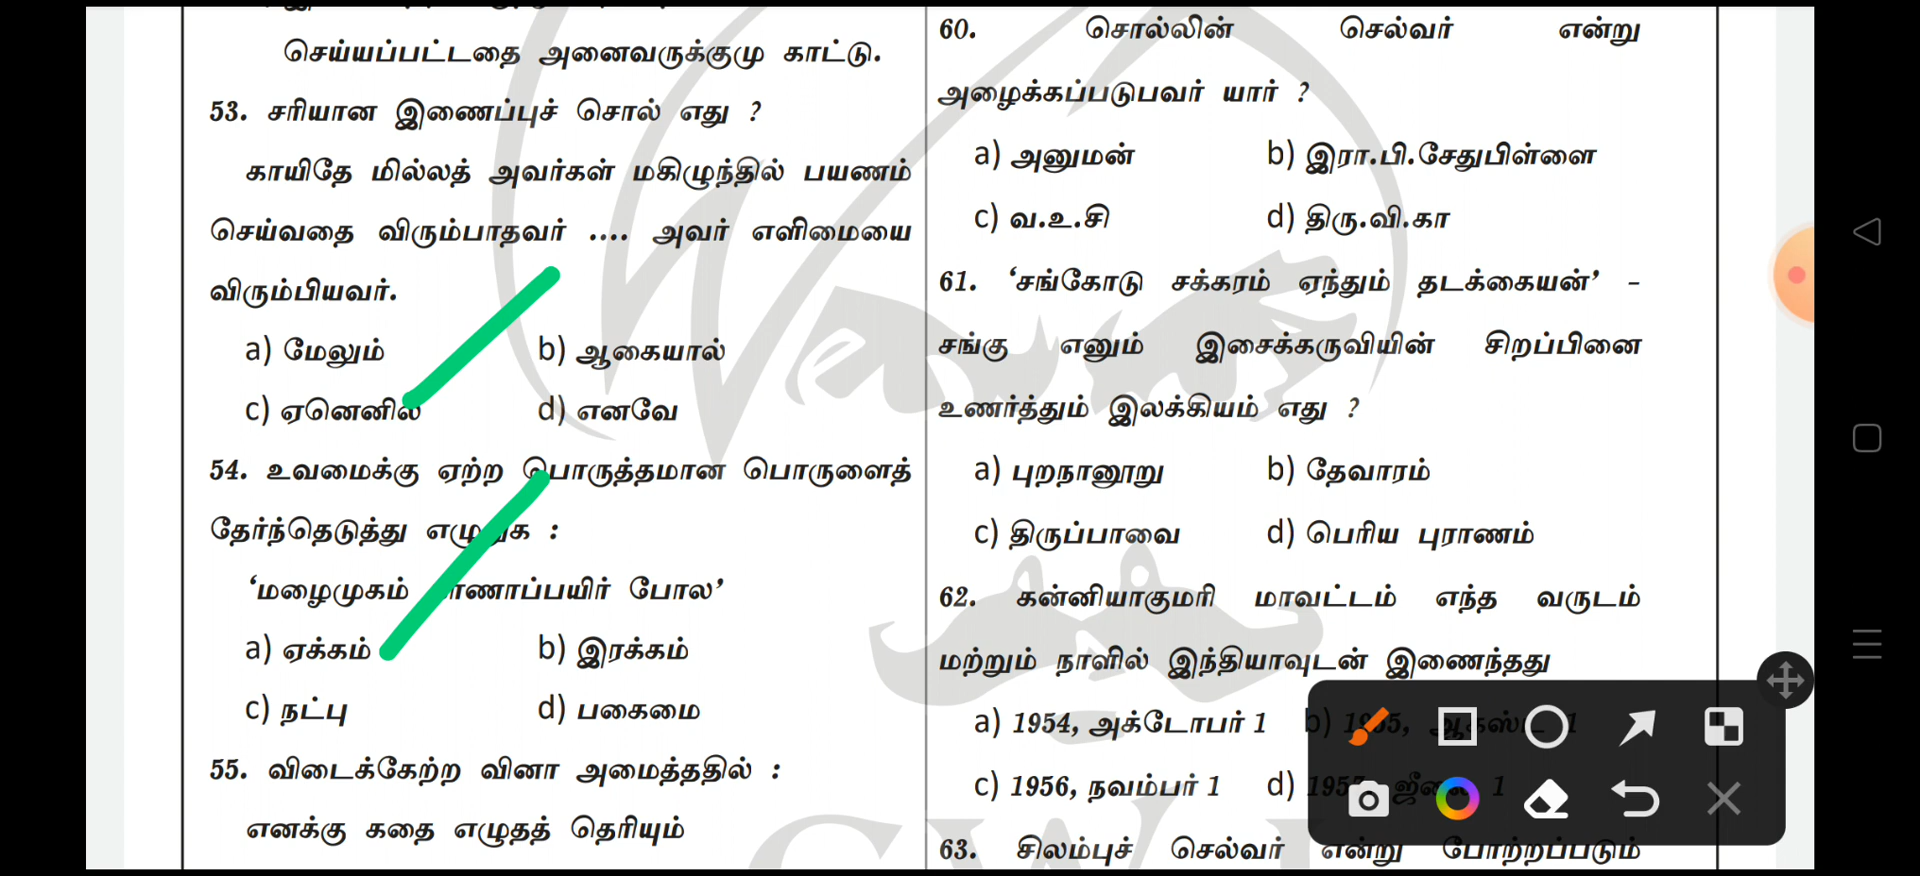 செய்யப்பட்டதை அனைவருக்குமு காட்டு.
53. சரியான இணைப்புச் சொல் எது ?
காயிதே மில்லத் அவர்கள் மகிழுந்தில் பயணம்
செய்வதை விரும்பாதவர் .... அவர் எளிமையை
விரும்பியவர்.
a) மேலும் b) ஆகையால்
c) ஏனெனில் d) எனவே
54. உவமைக்கு ஏற்ற பொருத்தமான பொருளைத்
தேர்ந்தெடுத்து எழுதுக :
‘மழைமுகம் காணாப்பயிர் போல’
a) ஏக்கம் b) இரக்கம்
c) நட்பு d) பகைமை
55. விடைக்கேற்ற வினா அமைத்ததில் :
எனக்கு கதை எழுதத் தெரியும்
60. சொல்லின் செல்வர் என்று
அழைக்கப்படுபவர் யார் ?
a) அனுமன் b) இரா.பி.சேதுபிள்ளை
c) வ.உ.சி d) திரு.வி.கா
61. ‘சங்கோடு சக்கரம் ஏந்தும் தடக்கையன்’ –
சங்கு எனும் இசைக்கருவியின் சிறப்பினை
உணர்த்தும் இலக்கியம் எது ?
a) புறநானூறு b) தேவாரம்
c) திருப்பாவை d) பெரிய புராணம்
62. கன்னியாகுமரி மாவட்டம் எந்த வருடம்
மற்றும் நாளில் இந்தியாவுடன் இணைந்தது
a) 1954, அக்டோபர் 1 b) 1955, ஆகஸ்ட் 1
c) 1956, நவம்பர் 1 d) 1
63. சிலம்புச் செல்வர் என்று போற்றப்படும்